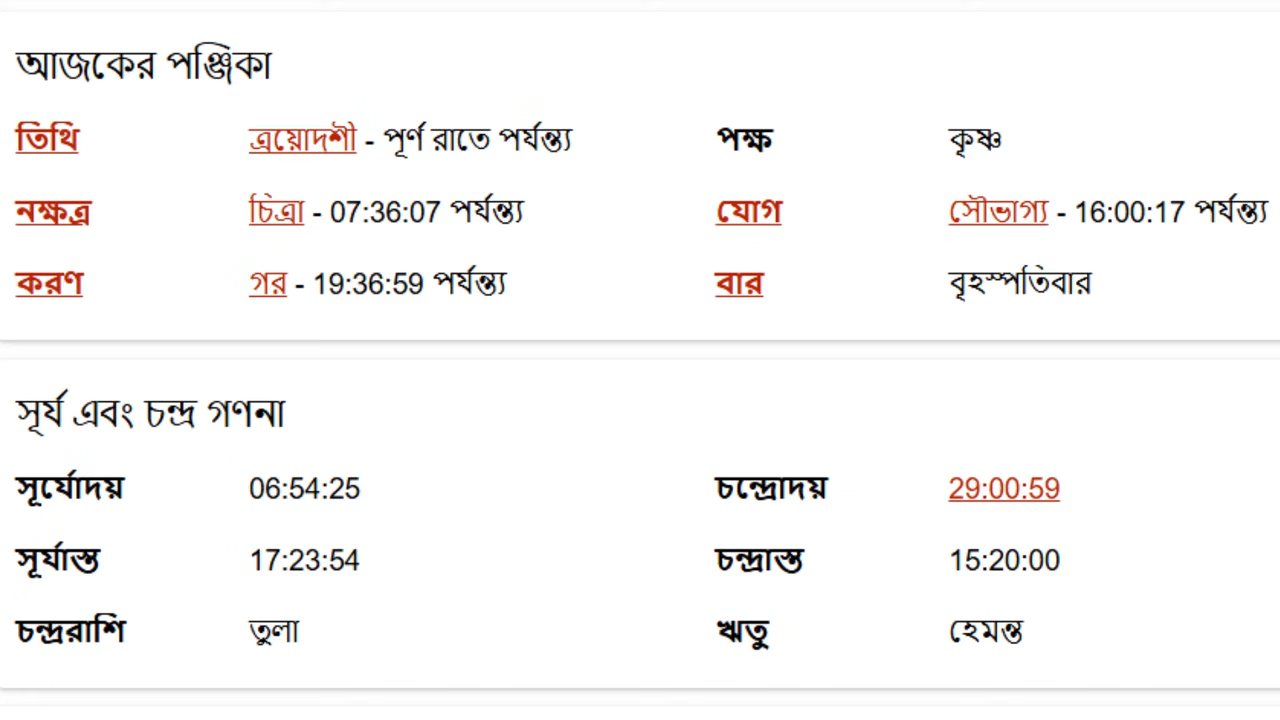 আজকের পঞ্জিকা
তিথি ত্রয়োদশী - পূর্ণ রাতে পর্যন্ত্য পক্ষ কৃষ্ণ
নক্ষত্র চিত্রা - 07:36:07 পর্যন্ত্য যোগ সৌভাগ্য - 16:00:17 পর্যন্ত্য
করণ গর - 19:36:59 পর্যন্ত্য বার বৃহস্পতিবার
সূর্য এবং চন্দ্র গণনা
সূর্যোদয় 06:54:25 চন্দ্রোদয় 29:00:59
সূর্যাস্ত 17:23:54 চন্দ্রাস্ত 15:20:00
চন্দ্ররাশি তুলা ঋতু হেমন্ত